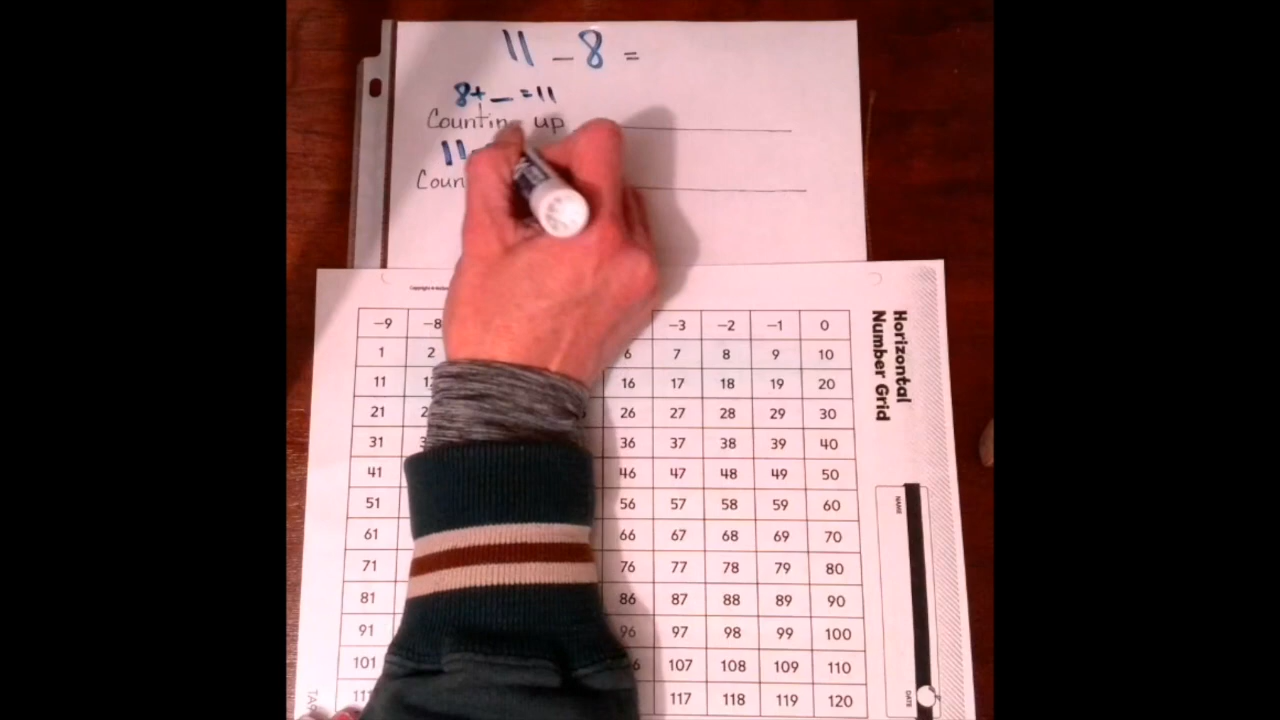 11 - 8 =
8 + _ = 11
Counting up
11
Horizontal
Number Grid
-9 -8 -3 -2 -1 0
1 2 6 7 8 9 10
11 16 17 18 19 20
21 26 27 28 29 30
31 36 37 38 39 40
41 46 47 48 49 50
51 56 57 58 59 60
61 66 67 68 69 70
71 76 77 78 79 80
81 86 87 88 89 90
91 96 97 98 99 100
101 107 108 109 110
117 118 119 120
NAME
DATE